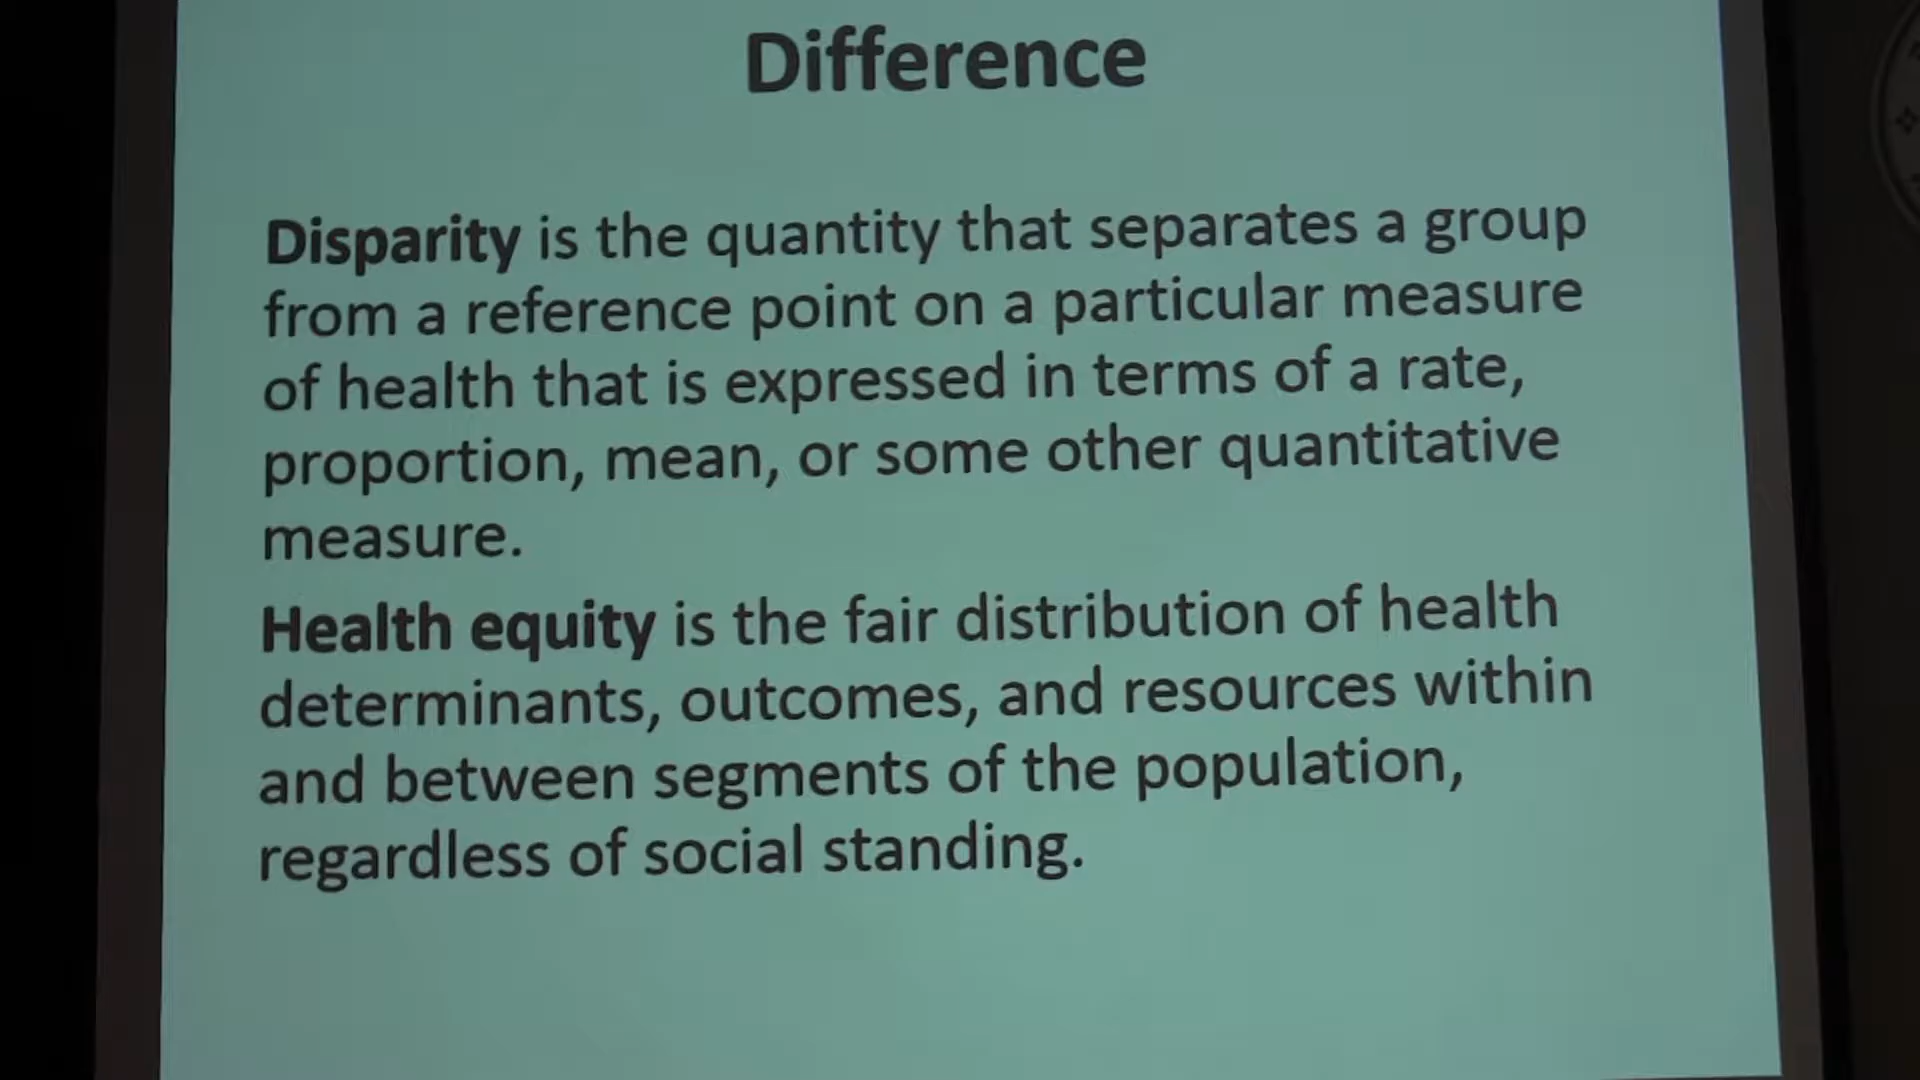 Difference
Disparity is the quantity that separates a group
from a reference point on a particular measure
of health that is expressed in terms of a rate,
proportion, mean, or some other quantitative
measure.
Health equity is the fair distribution of health
determinants, outcomes, and resources within
and between segments of the population,
regardless of social standing.